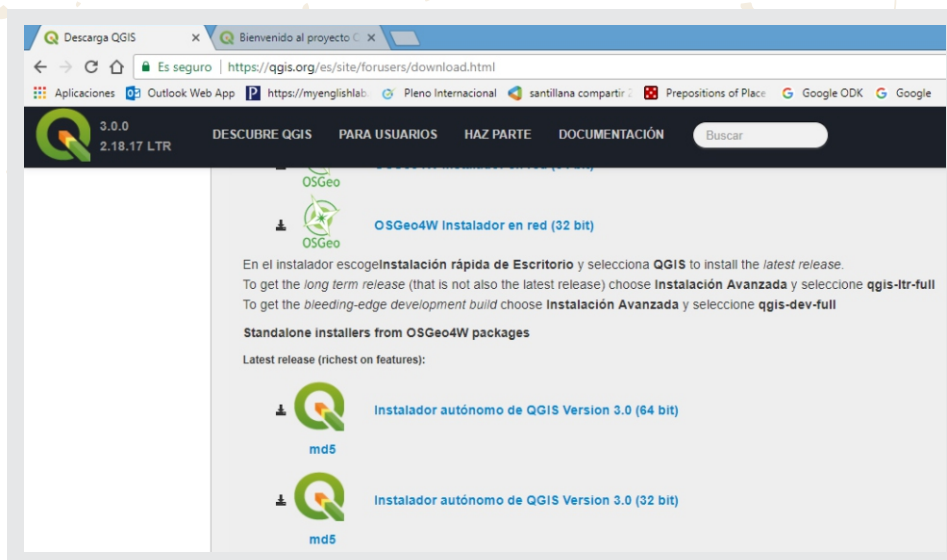 Descarga QGIS × Bienvenido al proyecto ×
Es seguro | https://qgis.org/es/site/forusers/download.html
Aplicaciones Outlook Web App https://myenglishlab Pleno Internacional santillana compartir Prepositions of Place Google ODK Google
3.0.0
2.18.17 LTR
DESCUBRE QGIS PARA USUARIOS HAZ PARTE DOCUMENTACIÓN Buscar
OSGeo
OSGeo4W Instalador en red (32 bit)
OSGeo
En el instalador escogeInstalación rápida de Escritorio y selecciona QGIS to install the latest release.
To get the long term release (that is not also the latest release) choose Instalación Avanzada y seleccione qgis-ltr-full
To get the bleeding-edge development build choose Instalación Avanzada y seleccione qgis-dev-full
Standalone installers from OSGeo4W packages
Latest release (richest on features):
Instalador autónomo de QGIS Version 3.0 (64 bit)
md5
Instalador autónomo de QGIS Version 3.0 (32 bit)
md5